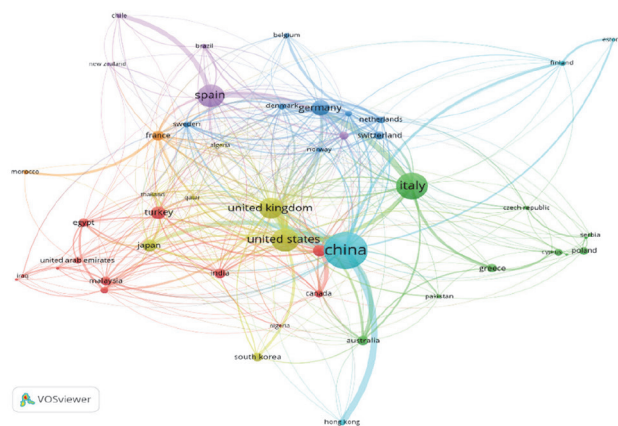 chile
belgium
brazil
estor
new zealand
finland
spain
denmark
germany
netherlands
sweden
switzerland
france
algeria
norway
morocco
italy
thailand
qatar
united kingdom
czech republic
turkey
egypt
serbia
japan
united states
china
cyprus
poland
united arab emirates
india
greece
iraq
malaysia
canada
pakistan
nigeria
australia
south korea
VOSviewer
hong kong